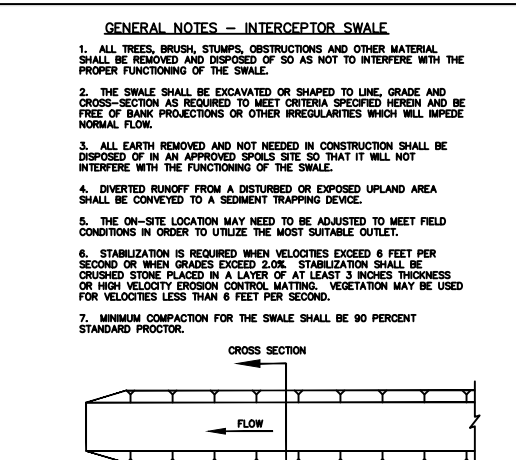 GENERAL NOTES – INTERCEPTOR SWALE
1. ALL TREES, BRUSH, STUMPS, OBSTRUCTIONS AND OTHER MATERIAL
SHALL BE REMOVED AND DISPOSED OF SO AS NOT TO INTERFERE WITH THE
PROPER FUNCTIONING OF THE SWALE.
2. THE SWALE SHALL BE EXCAVATED OR SHAPED TO LINE, GRADE AND
CROSS-SECTION AS REQUIRED TO MEET CRITERIA SPECIFIED HEREIN AND BE
FREE OF BANK PROJECTIONS OR OTHER IRREGULARITIES WHICH WILL IMPEDE
NORMAL FLOW.
3. ALL EARTH REMOVED AND NOT NEEDED IN CONSTRUCTION SHALL BE
DISPOSED OF IN AN APPROVED SPOILS SITE SO THAT IT WILL NOT
INTERFERE WITH THE FUNCTIONING OF THE SWALE.
4. DIVERTED RUNOFF FROM A DISTURBED OR EXPOSED UPLAND AREA
SHALL BE CONVEYED TO A SEDIMENT TRAPPING DEVICE.
5. THE ON-SITE LOCATION MAY NEED TO BE ADJUSTED TO MEET FIELD
CONDITIONS IN ORDER TO UTILIZE THE MOST SUITABLE OUTLET.
6. STABILIZATION IS REQUIRED WHEN VELOCITIES EXCEED 6 FEET PER
SECOND OR WHEN GRADES EXCEED 2.0%. STABILIZATION SHALL BE
CRUSHED STONE PLACED IN A LAYER OF AT LEAST 3 INCHES THICKNESS
OR HIGH VELOCITY EROSION CONTROL MATTING. VEGETATION MAY BE USED
FOR VELOCITIES LESS THAN 6 FEET PER SECOND.
7. MINIMUM COMPACTION FOR THE SWALE SHALL BE 90 PERCENT
STANDARD PROCTOR.
CROSS SECTION
FLOW